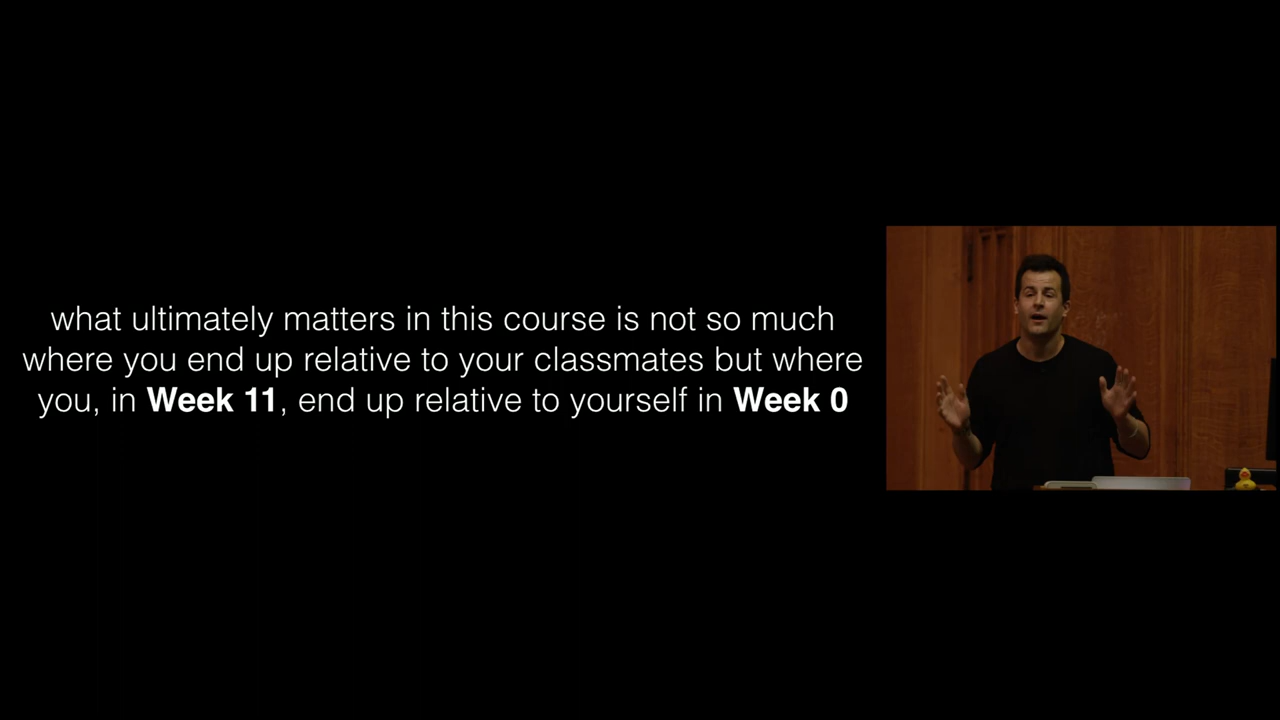 what ultimately matters in this course is not so much
where you end up relative to your classmates but where
you, in Week 11, end up relative to yourself in Week 0